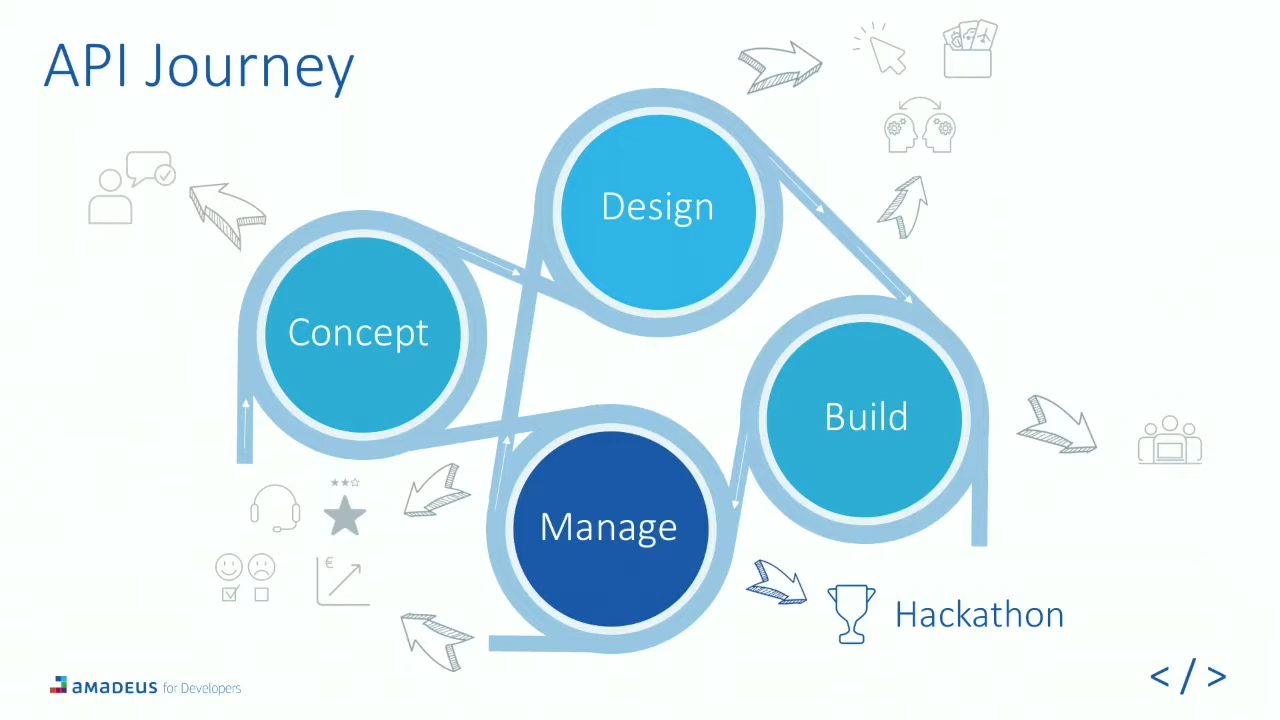 API Journey
Design
Concept
Build
Manage
€
Hackathon
amadeus for Developers
</>